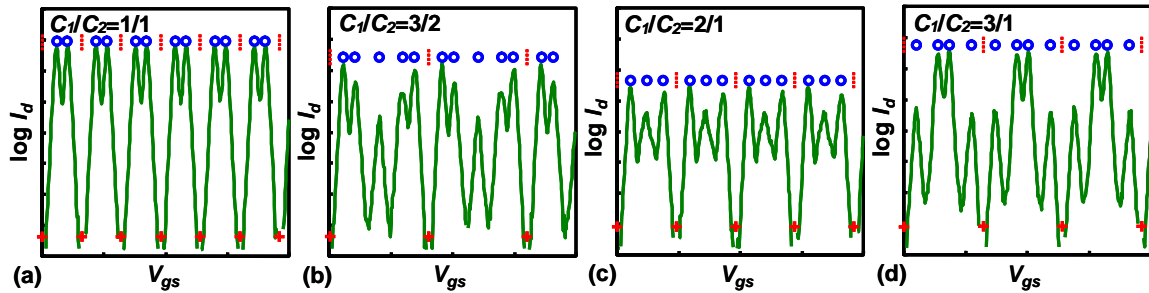 C1/C2=1/1
log Id
(a)
Vgs
C1/C2=3/2
log Id
(b)
Vgs
C1/C2=2/1
log Id
(c)
Vgs
C1/C2=3/1
log Id
(d)
Vgs